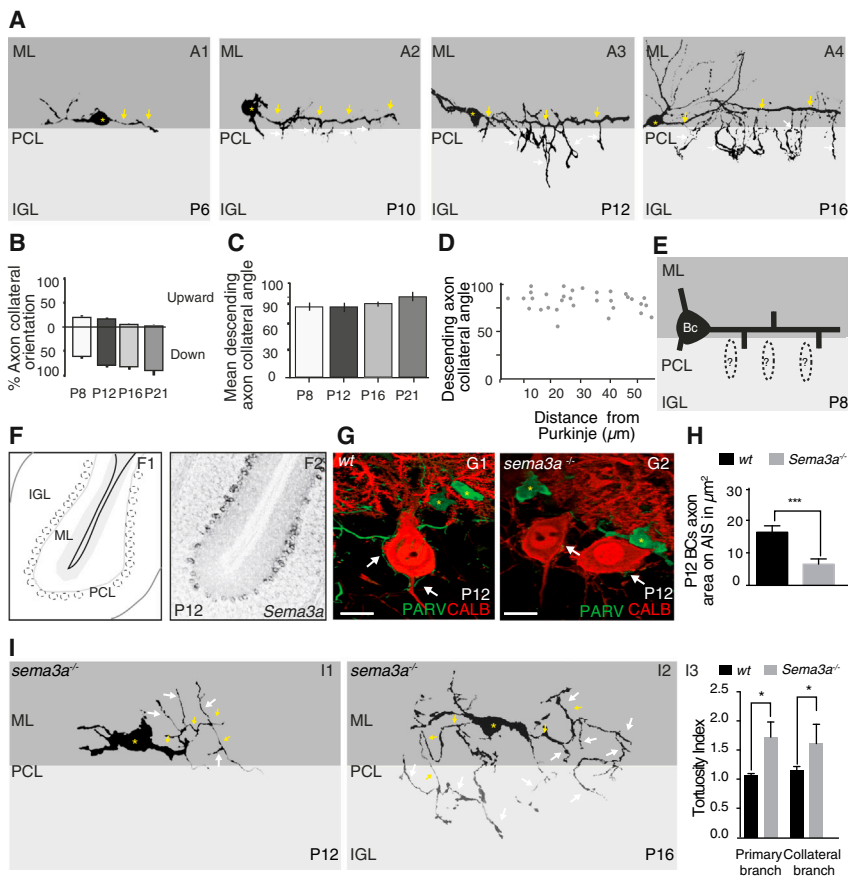 A
ML A1
PCL
IGL P6
ML A2
PCL
P10
ML A3
PCL
IGL P12
ML A4
PCL
IGL P16
B
% Axon collateral
orientation
100
50
0
50
100
Upward
Down
P8 P12 P16 P21
C
Mean descending
axon collateral angle
100
90
60
30
0
P8 P12 P16 P21
D
Descending axon
collateral angle
100
50
0
10 20 30 40 50
Distance from
Purkinje (µm)
E
ML
Bc
PCL
? ? ?
IGL P8
F
F1
IGL
ML
PCL
F2
P12 Sema3a
G
wt G1
P12
PARV CALB
sema3a -/- G2
P12
PARV CALB
H
wt Sema3a-/-
P12 BCs axon
area on AIS in µm2
30
20
10
0
***
I
sema3a-/- I1
ML
PCL
P12
sema3a-/- I2
ML
PCL
IGL P16
I3
wt Sema3a-/-
Tortuosity Index
2.5
2.0
1.5
1.0
0.5
0.0
* *
Primary Collateral
branch branch